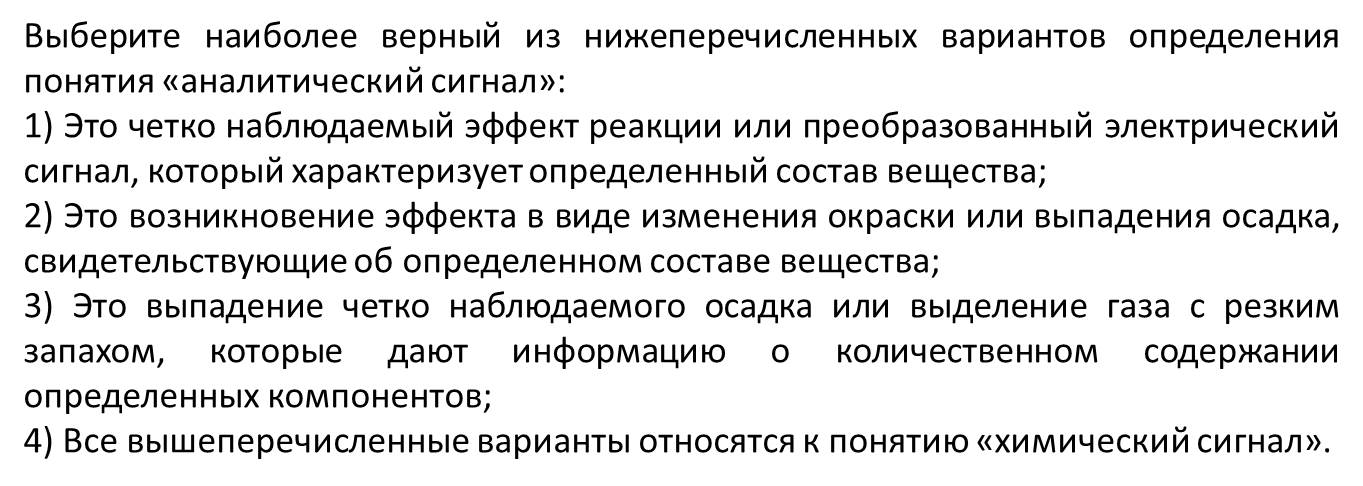 Выберите наиболее верный из нижеперечисленных вариантов определения
понятия «аналитический сигнал»:
1) Это четко наблюдаемый эффект реакции или преобразованный электрический
сигнал, который характеризует определенный состав вещества;
2) Это возникновение эффекта в виде изменения окраски или выпадения осадка,
свидетельствующие об определенном составе вещества;
3) Это выпадение четко наблюдаемого осадка или выделение газа с резким
запахом, которые дают информацию о количественном содержании
определенных компонентов;
4) Все вышеперечисленные варианты относятся к понятию «химический сигнал».